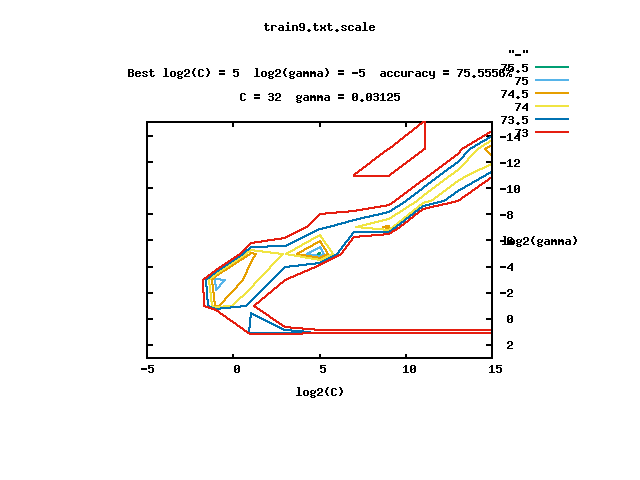 train9.txt.scale
"-"
Best log2(C) = 5 log2(gamma) = -5 accuracy = 75.5556%
75.5
75
C = 32 gamma = 0.03125
74.5
74
73.5
73
-14
-12
-10
-8
-6
log2(gamma)
-4
-2
0
2
-5 0 5 10 15
log2(C)